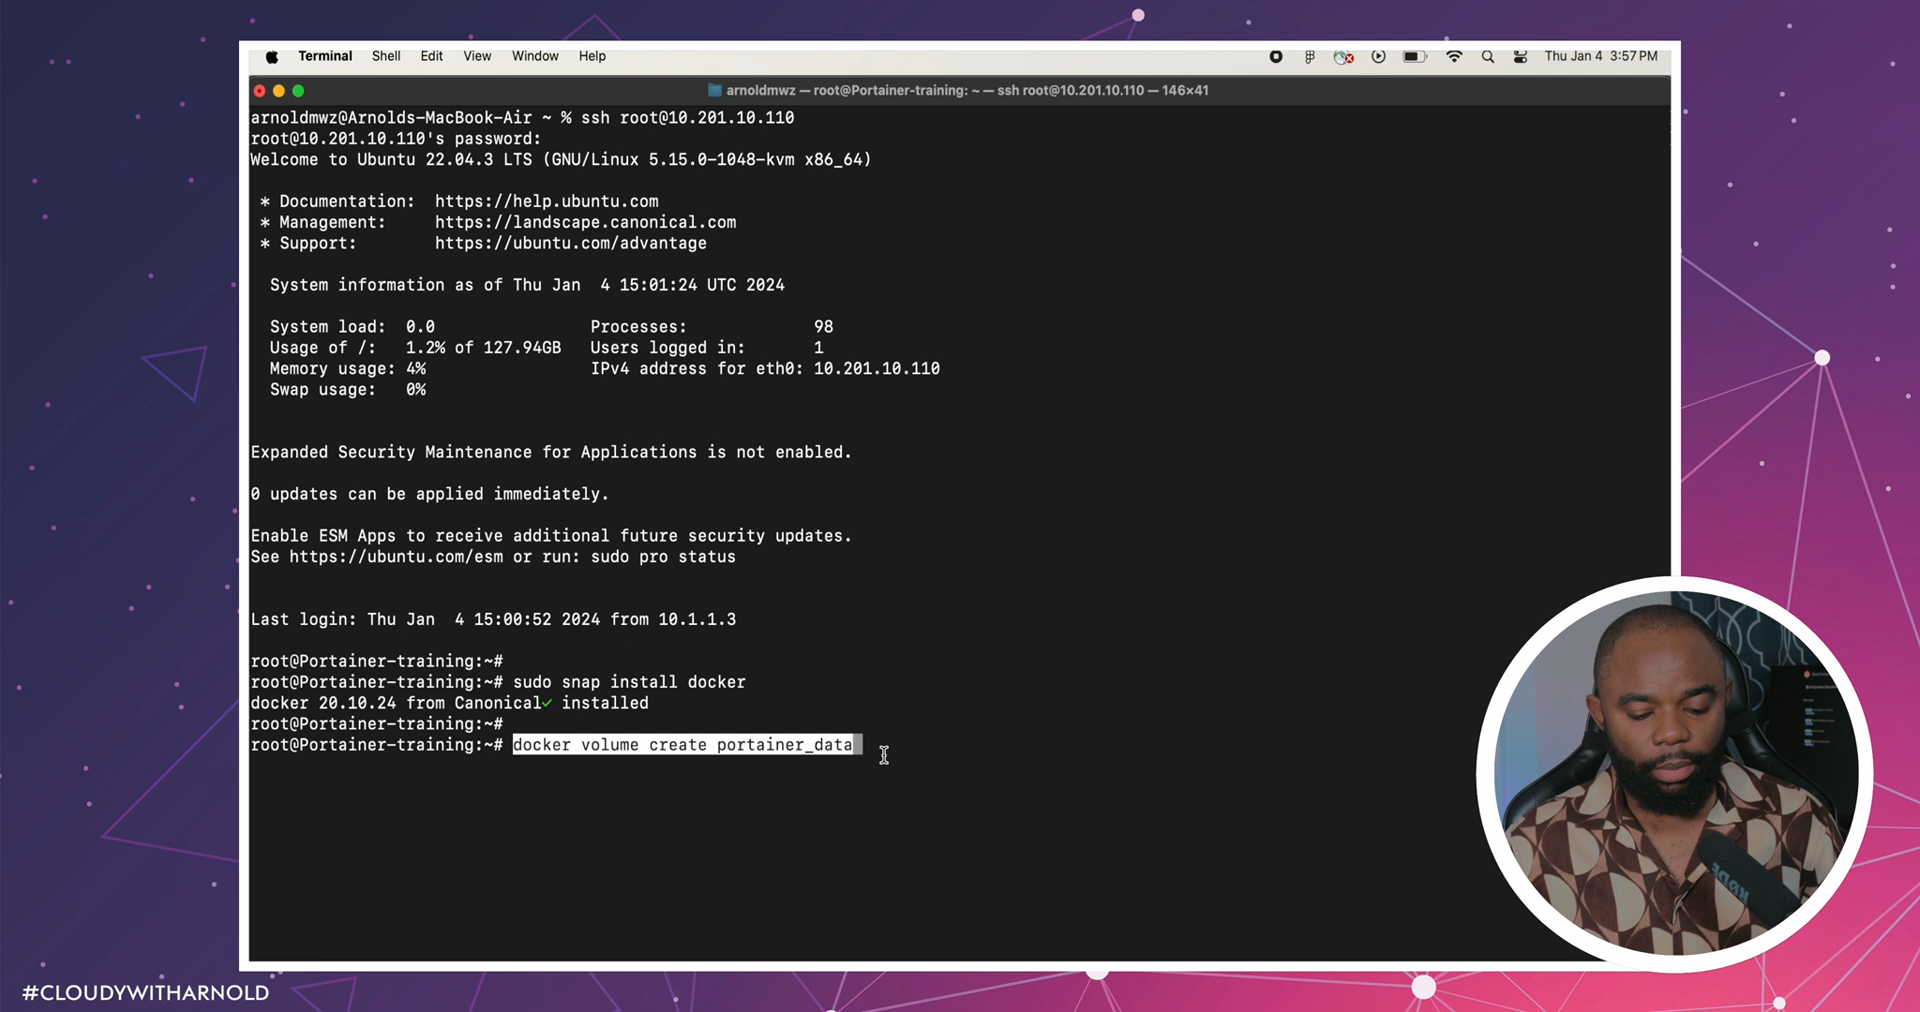 Terminal Shell Edit View Window Help Thu Jan 4 3:57 PM
arnoldmwz — root@Portainer-training: ~ — ssh root@10.201.10.110 — 146×41
arnoldmwz@Arnolds-MacBook-Air ~ % ssh root@10.201.10.110
root@10.201.10.110's password:
Welcome to Ubuntu 22.04.3 LTS (GNU/Linux 5.15.0-1048-kvm x86_64)
* Documentation: https://help.ubuntu.com
* Management: https://landscape.canonical.com
* Support: https://ubuntu.com/advantage
System information as of Thu Jan 4 15:01:24 UTC 2024
System load: 0.0 Processes: 98
Usage of /: 1.2% of 127.94GB Users logged in: 1
Memory usage: 4% IPv4 address for eth0: 10.201.10.110
Swap usage: 0%
Expanded Security Maintenance for Applications is not enabled.
0 updates can be applied immediately.
Enable ESM Apps to receive additional future security updates.
See https://ubuntu.com/esm or run: sudo pro status
Last login: Thu Jan 4 15:00:52 2024 from 10.1.1.3
root@Portainer-training:~#
root@Portainer-training:~# sudo snap install docker
docker 20.10.24 from Canonical✓ installed
root@Portainer-training:~#
root@Portainer-training:~# docker volume create portainer_data
RØDE
#CLOUDYWITHARNOLD